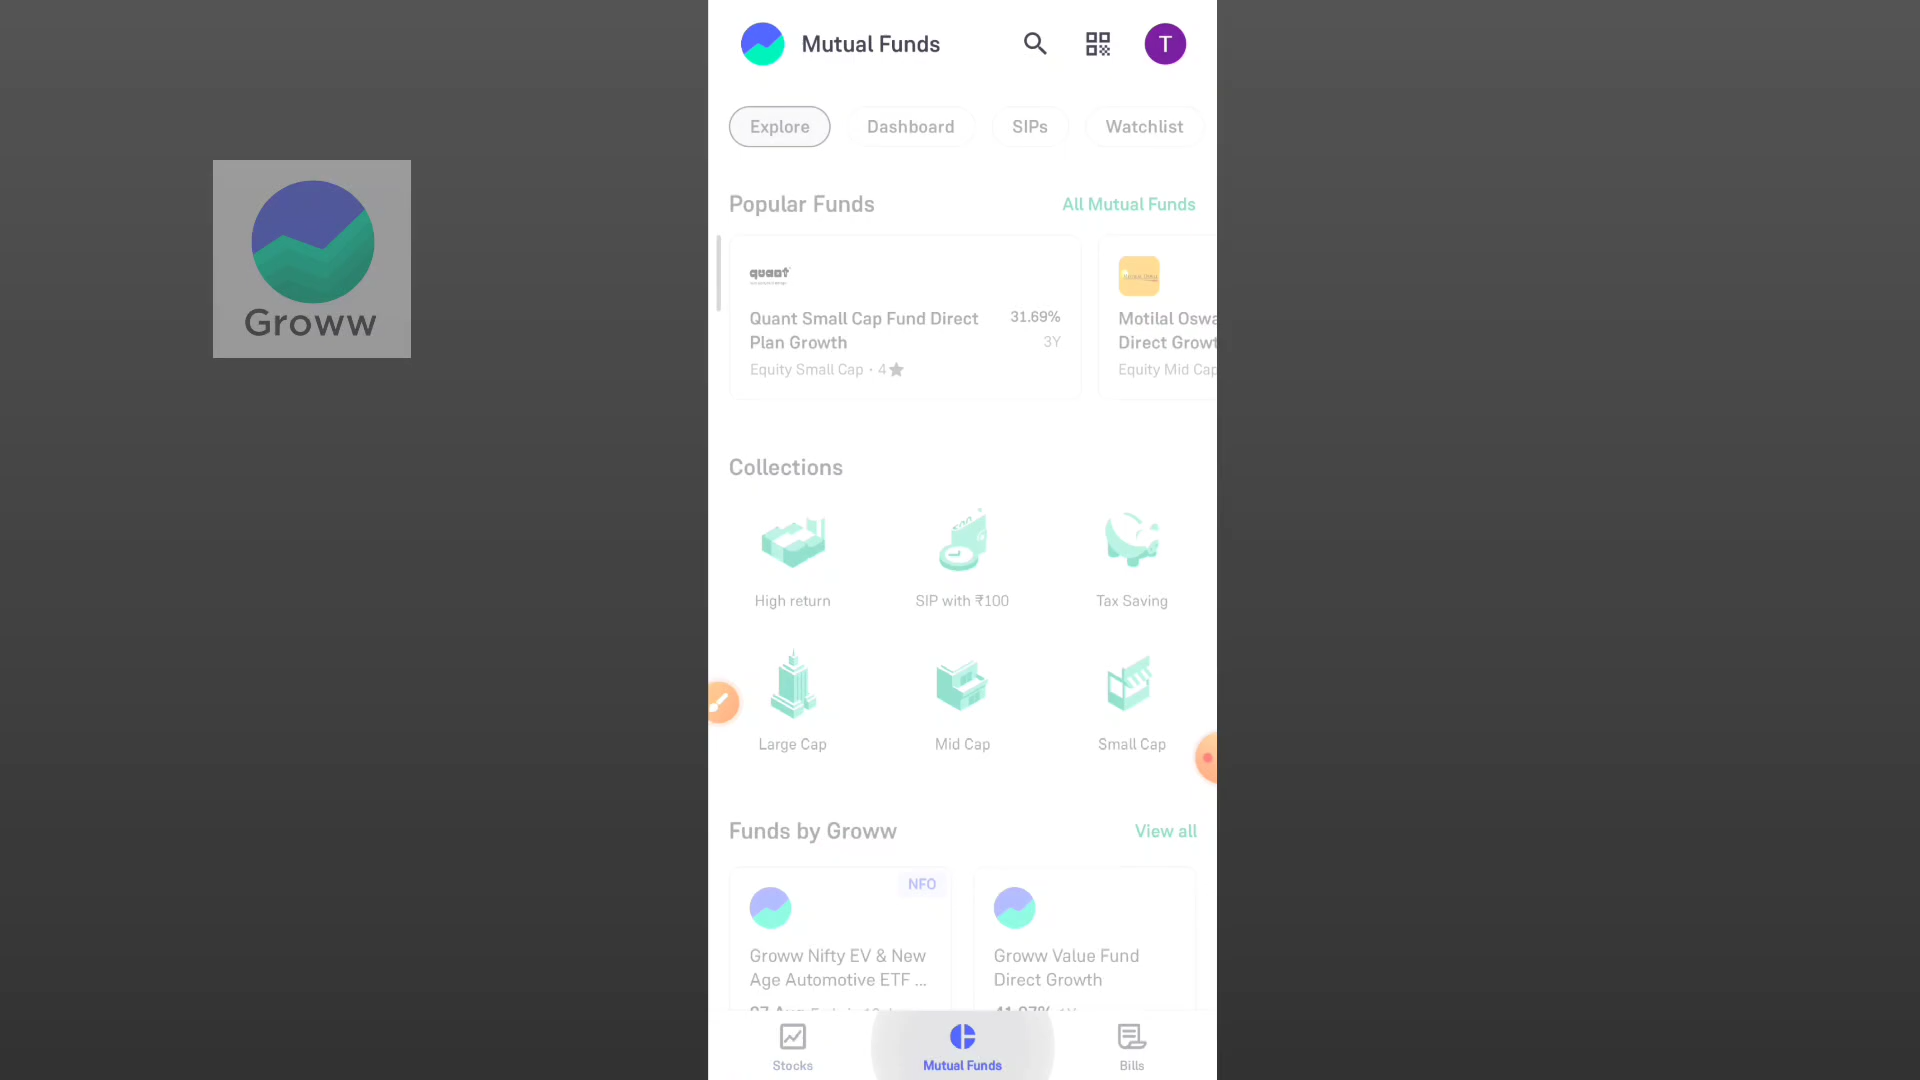 Groww
Mutual Funds
T
Explore
Dashboard
SIPs
Watchlist
Popular Funds
All Mutual Funds
quant
Quant Small Cap Fund Direct
Plan Growth
31.69%
3Y
Equity Small Cap · 4★
Motilal Oswa
Direct Growt
Equity Mid Cap
Collections
High return
SIP with ₹100
Tax Saving
Large Cap
Mid Cap
Small Cap
Funds by Groww
View all
NFO
Groww Nifty EV & New
Age Automotive ETF ...
Groww Value Fund
Direct Growth
Stocks
Mutual Funds
Bills